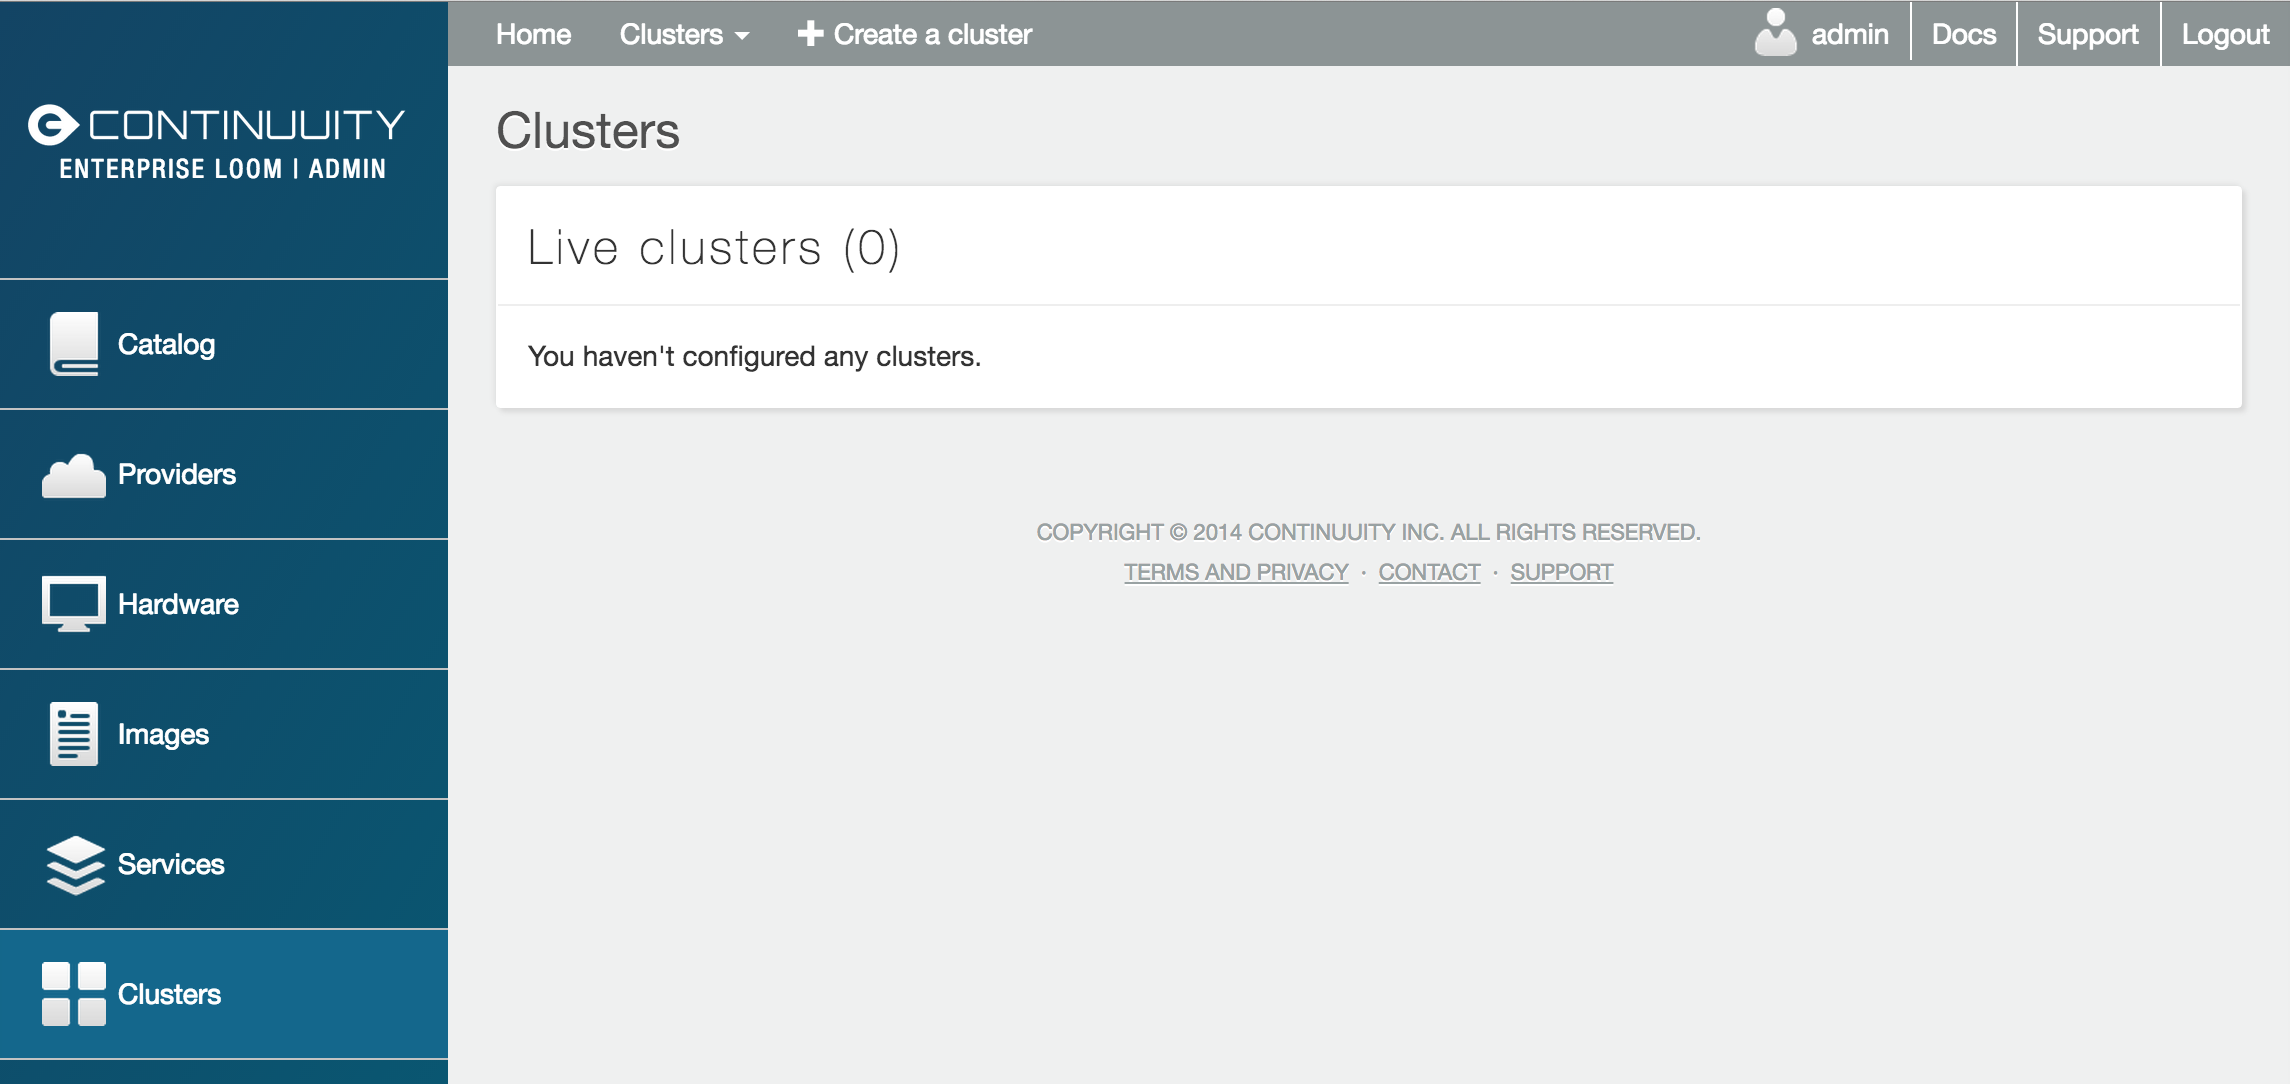 Home Clusters Create a cluster admin Docs Support Logout
CONTINUUITY
ENTERPRISE LOOM | ADMIN
Catalog
Providers
Hardware
Images
Services
Clusters
Clusters
Live clusters (0)
You haven't configured any clusters.
COPYRIGHT © 2014 CONTINUUITY INC. ALL RIGHTS RESERVED.
TERMS AND PRIVACY · CONTACT · SUPPORT